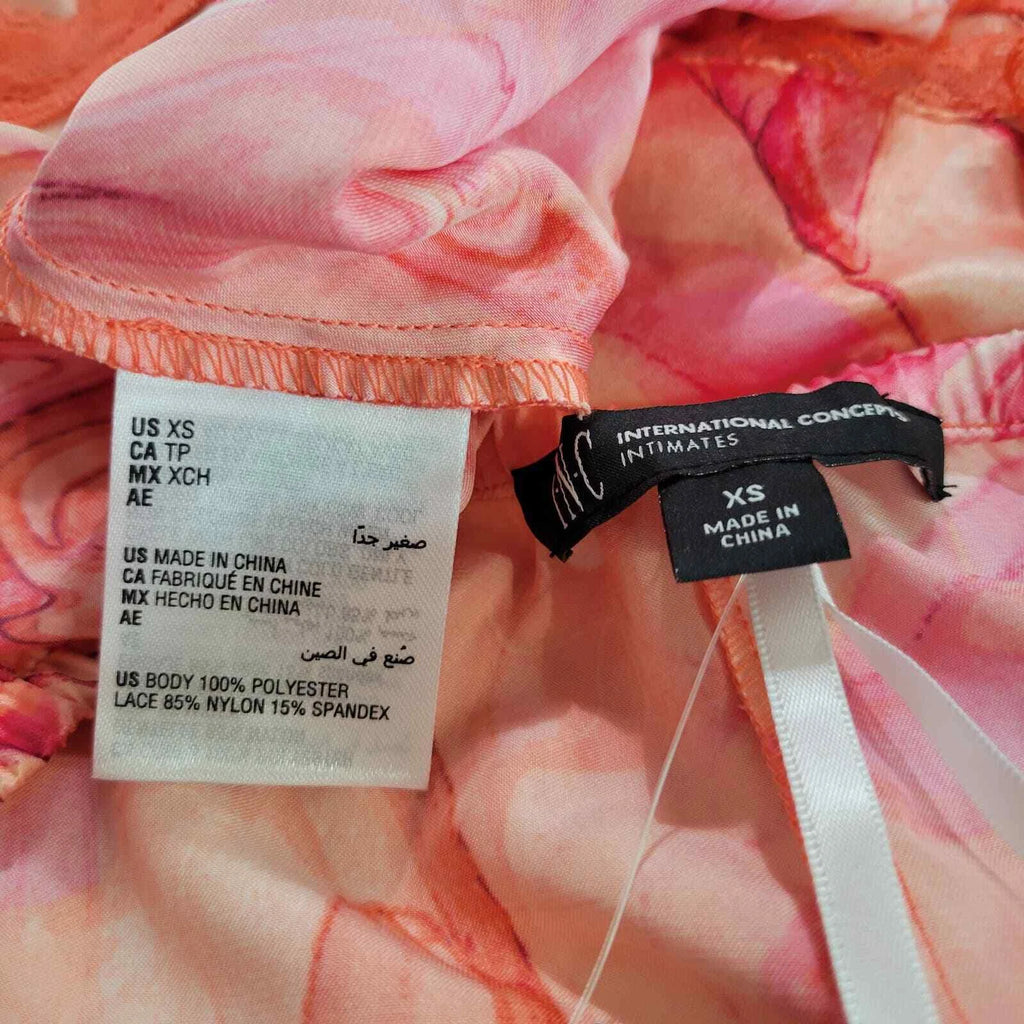 US XS
CA TP
MX XCH
AE
صغير جدًا
US MADE IN CHINA
CA FABRIQUÉ EN CHINE
MX HECHO EN CHINA
AE
صُنع في الصين
US BODY 100% POLYESTER
LACE 85% NYLON 15% SPANDEX
I·N·C
INTERNATIONAL CONCEPTS
INTIMATES
XS
MADE IN
CHINA